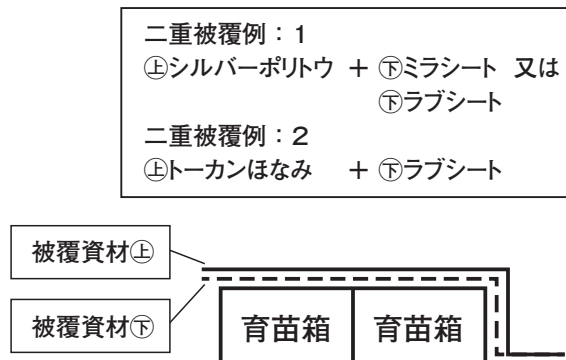 二重被覆例：1
㊤シルバーポリトウ ＋ ㊦ミラシート 又は
㊦ラブシート
二重被覆例：2
㊤トーカンほなみ ＋ ㊦ラブシート
被覆資材㊤
被覆資材㊦
育苗箱 育苗箱